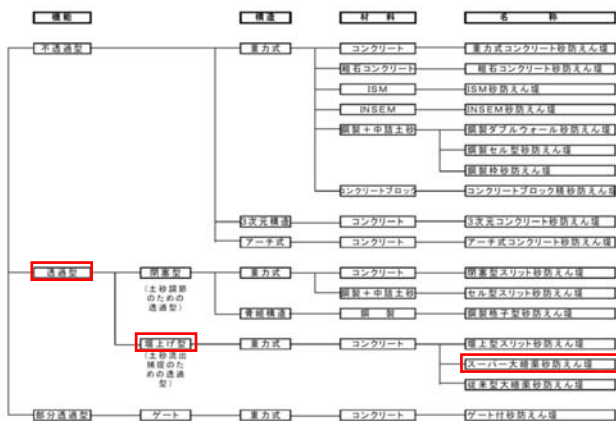 機能 構造 材料 名称
不透過型 重力式 コンクリート 重力式コンクリート砂防えん堤
粗石コンクリート 粗石コンクリート砂防えん堤
ISM ISM砂防えん堤
INSEM INSEM砂防えん堤
鋼製+中詰土砂 鋼製ダブルウォール砂防えん堤
鋼製セル型砂防えん堤
鋼製枠砂防えん堤
コンクリートブロック コンクリートブロック積砂防えん堤
3次元構造 コンクリート 3次元コンクリート砂防えん堤
アーチ式 コンクリート アーチ式コンクリート砂防えん堤
透過型 閉塞型 重力式 コンクリート 閉塞型スリット砂防えん堤
(土砂調節
のための
透過型)
鋼製+中詰土砂 セル型スリット砂防えん堤
骨組構造 鋼製 鋼製格子型砂防えん堤
堰上げ型 重力式 コンクリート 堰上型スリット砂防えん堤
(土砂流出
捕捉のた
めの透過
型)
スーパー大暗渠砂防えん堤
従来型大暗渠砂防えん堤
部分透過型 ゲート 重力式 コンクリート ゲート付砂防えん堤